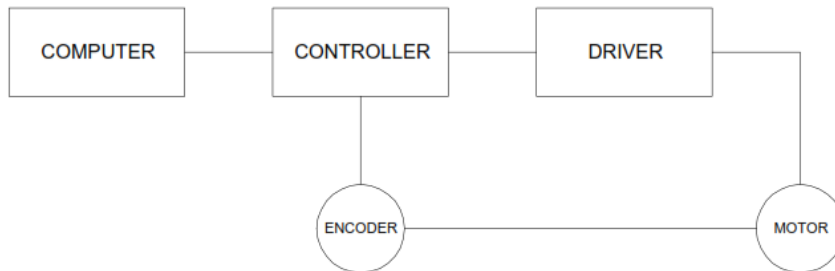 COMPUTER
CONTROLLER
DRIVER
ENCODER
MOTOR